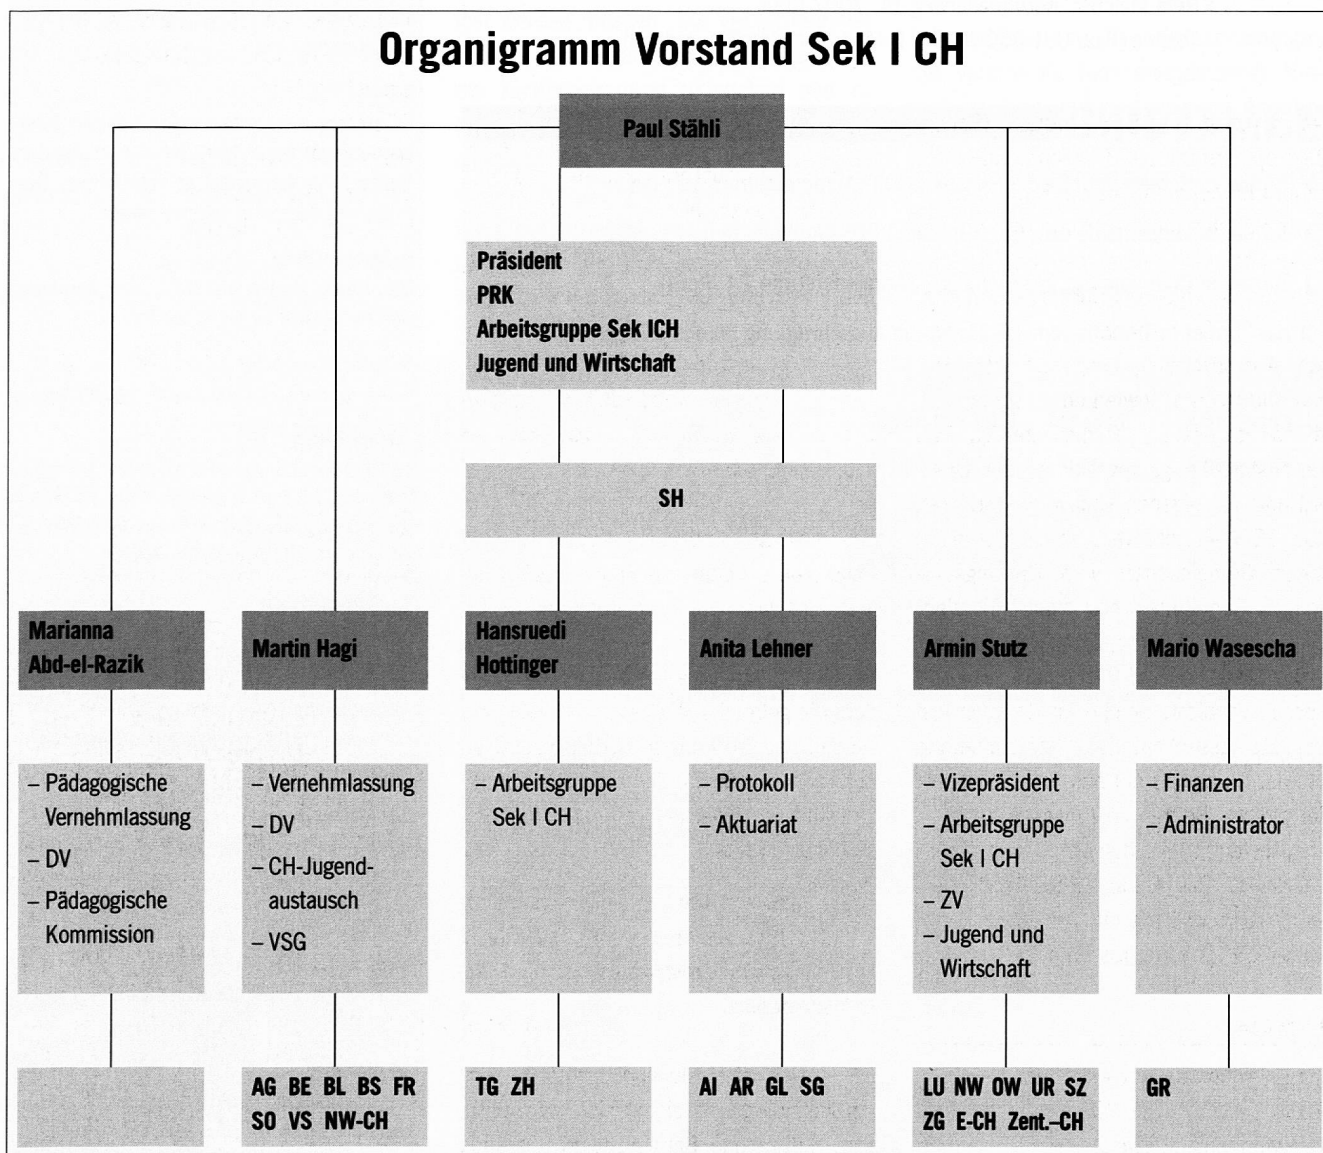 Organigramm Vorstand Sek I CH
Paul Stähli
Präsident
PRK
Arbeitsgruppe Sek ICH
Jugend und Wirtschaft
SH
Marianna
Abd-el-Razik
Martin Hagi
Hansruedi
Hottinger
Anita Lehner
Armin Stutz
Mario Wasescha
– Pädagogische
Vernehmlassung
– DV
– Pädagogische
Kommission
– Vernehmlassung
– DV
– CH-Jugend-
austausch
– VSG
– Arbeitsgruppe
Sek I CH
– Protokoll
– Aktuariat
– Vizepräsident
– Arbeitsgruppe
Sek I CH
– ZV
– Jugend und
Wirtschaft
– Finanzen
– Administrator
AG BE BL BS FR
SO VS NW-CH
TG ZH
AI AR GL SG
LU NW OW UR SZ
ZG E-CH Zent.–CH
GR